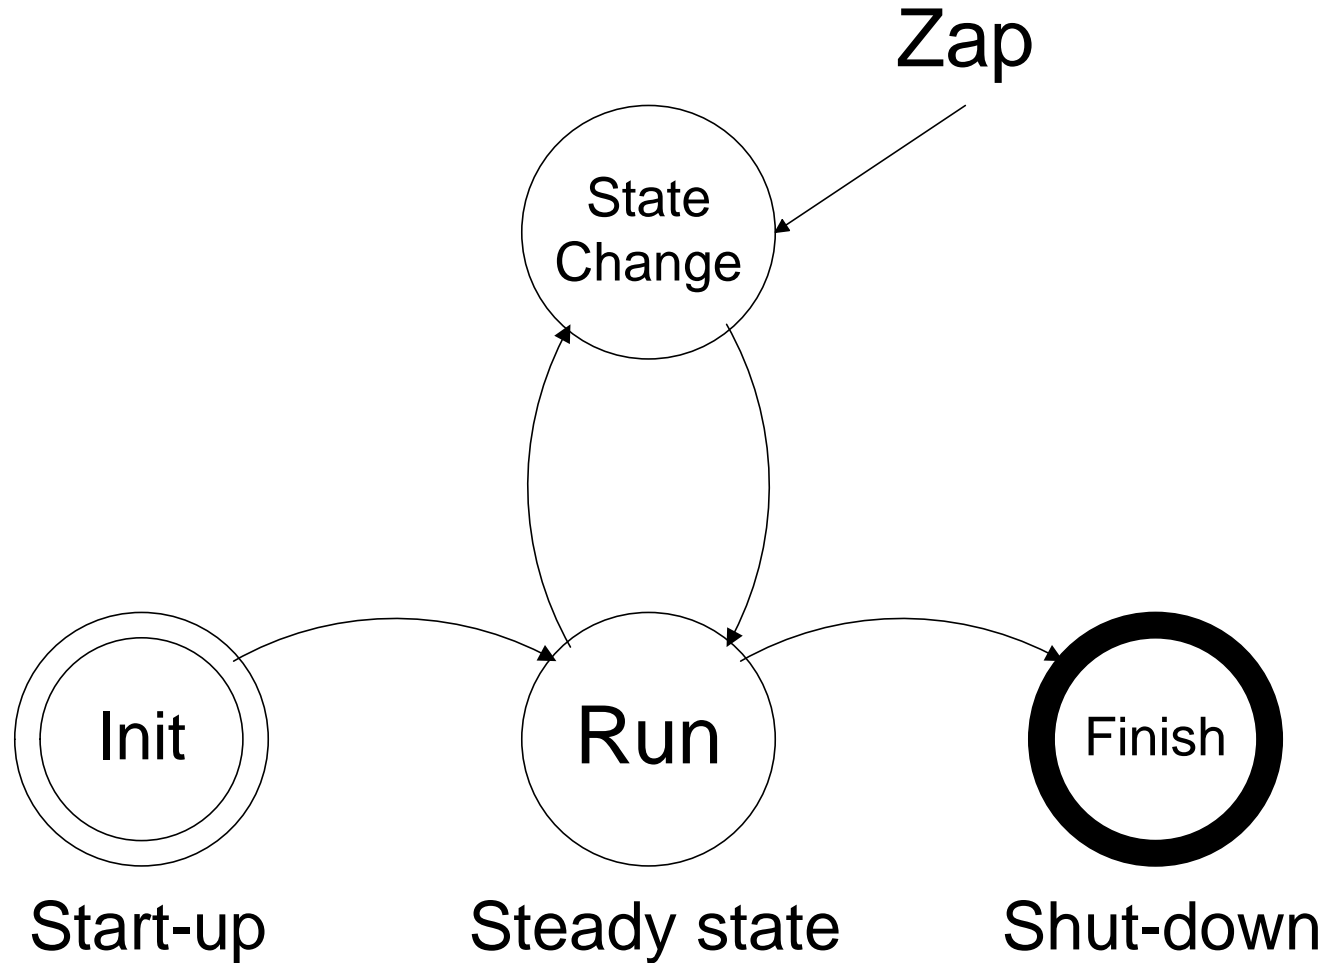 Zap
State
Change
Init
Run
Finish
Start-up
Steady state
Shut-down